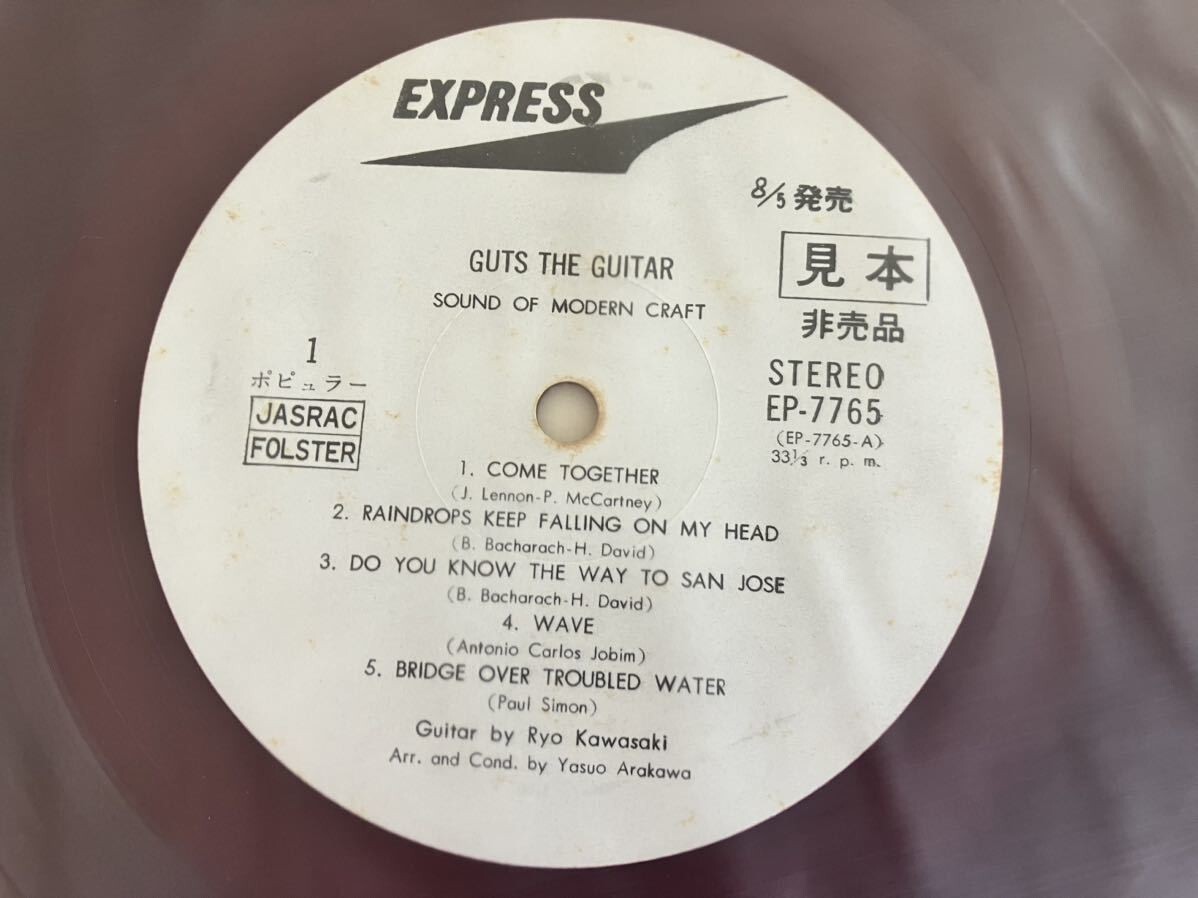 EXPRESS
8/5 発売
見本
非売品
GUTS THE GUITAR
SOUND OF MODERN CRAFT
1
ポピュラー
JASRAC
FOLSTER
STEREO
EP-7765
(EP-7765-A)
33 1/3 r. p. m.
1. COME TOGETHER
(J. Lennon-P. McCartney)
2. RAINDROPS KEEP FALLING ON MY HEAD
(B. Bacharach-H. David)
3. DO YOU KNOW THE WAY TO SAN JOSE
(B. Bacharach-H. David)
4. WAVE
(Antonio Carlos Jobim)
5. BRIDGE OVER TROUBLED WATER
(Paul Simon)
Guitar by Ryo Kawasaki
Arr. and Cond. by Yasuo Arakawa